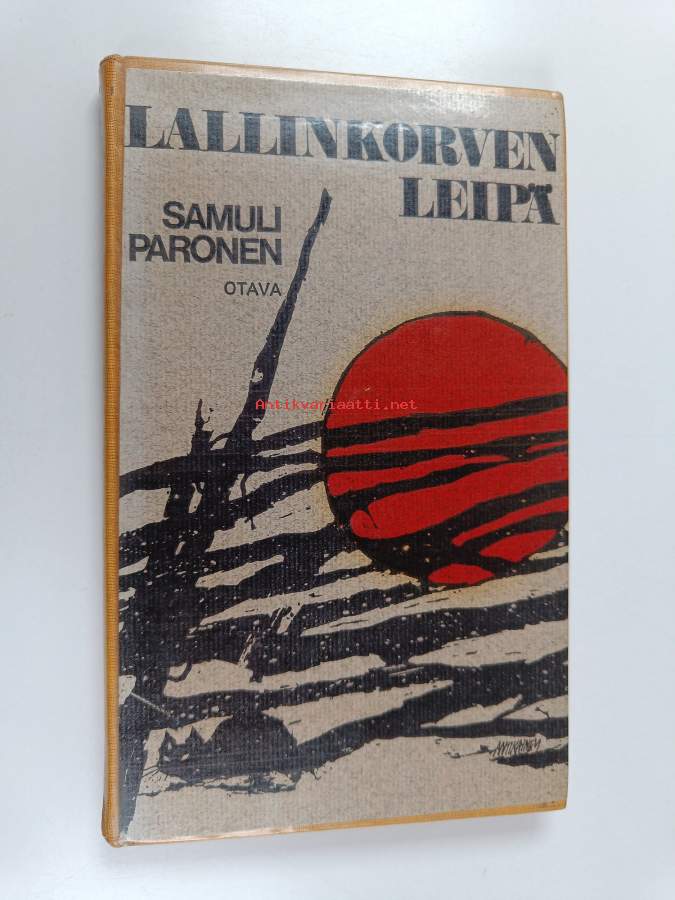 LALLINKORVEN
LEIPÄ
SAMULI
PARONEN
OTAVA
Antikvariaatti.net